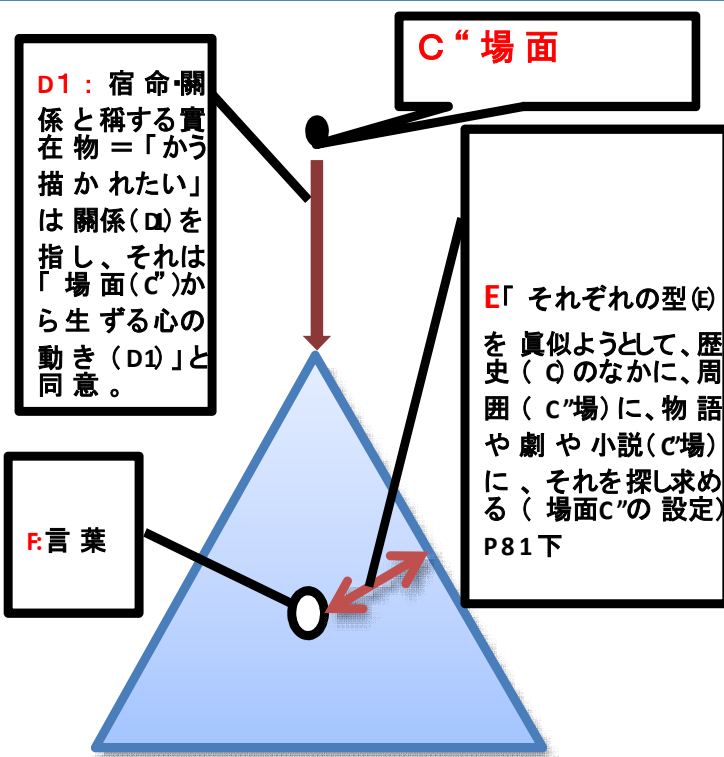 C“場面
D1：宿命・關
係と稱する實
在物＝「かう
描かれたい」
は關係(D1)を
指し、それは
「場面(C”)か
ら生ずる心の
動き（D1)」と
同意。
E「それぞれの型(E)
を眞似ようとして、歴
史（C)のなかに、周
囲（C”場)に、物語
や劇や小説(C”場)
に、それを探し求め
る（場面C”の設定)
P81下
F:言葉